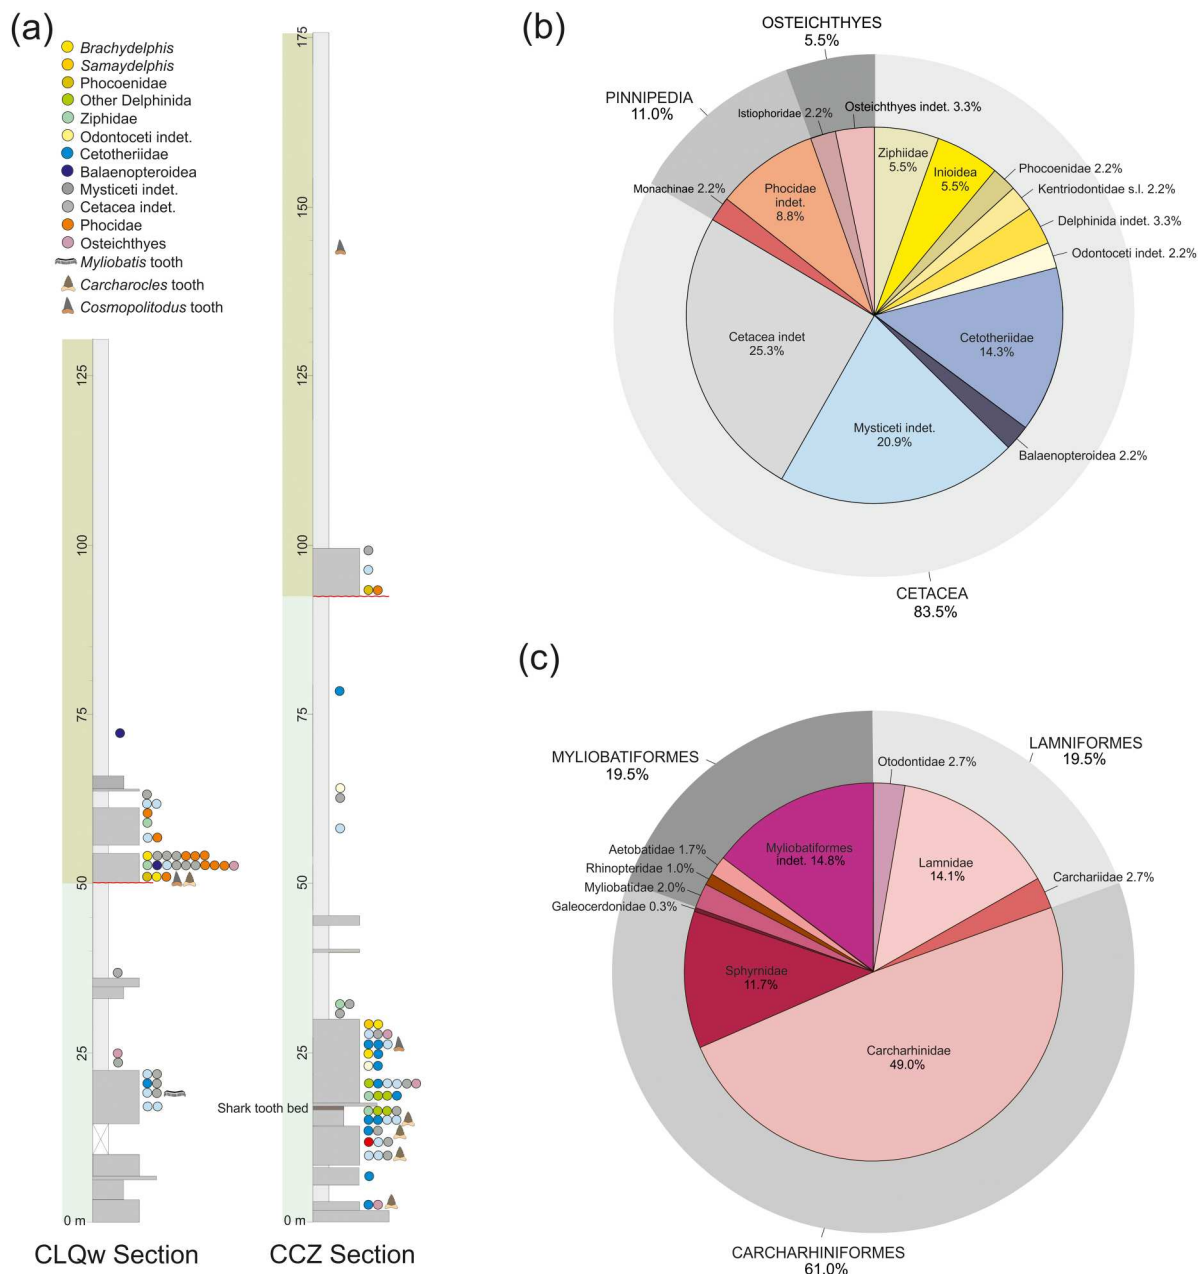 (a)
Brachydelphis
Samaydelphis
Phocoenidae
Other Delphinida
Ziphidae
Odontoceti indet.
Cetotheriidae
Balaenopteroidea
Mysticeti indet.
Cetacea indet.
Phocidae
Osteichthyes
Myliobatis tooth
Carcharocles tooth
Cosmopolitodus tooth
125
100
75
50
25
0 m
CLQw Section
175
150
125
100
75
50
25
Shark tooth bed
0 m
CCZ Section
(b)
OSTEICHTHYES
5.5%
PINNIPEDIA
11.0%
Istiophoridae 2.2%
Osteichthyes indet. 3.3%
Monachinae 2.2%
Phocidae
indet.
8.8%
Ziphiidae
5.5%
Inioidea
5.5%
Phocoenidae 2.2%
Kentriodontidae s.l. 2.2%
Delphinida indet. 3.3%
Odontoceti indet. 2.2%
Cetacea indet
25.3%
Cetotheriidae
14.3%
Mysticeti indet.
20.9%
Balaenopteroidea 2.2%
CETACEA
83.5%
(c)
MYLIOBATIFORMES
19.5%
LAMNIFORMES
19.5%
Otodontidae 2.7%
Aetobatidae 1.7%
Rhinopteridae 1.0%
Myliobatidae 2.0%
Galeocerdonidae 0.3%
Myliobatiformes
indet. 14.8%
Lamnidae
14.1%
Carchariidae 2.7%
Sphyrnidae
11.7%
Carcharhinidae
49.0%
CARCHARHINIFORMES
61.0%